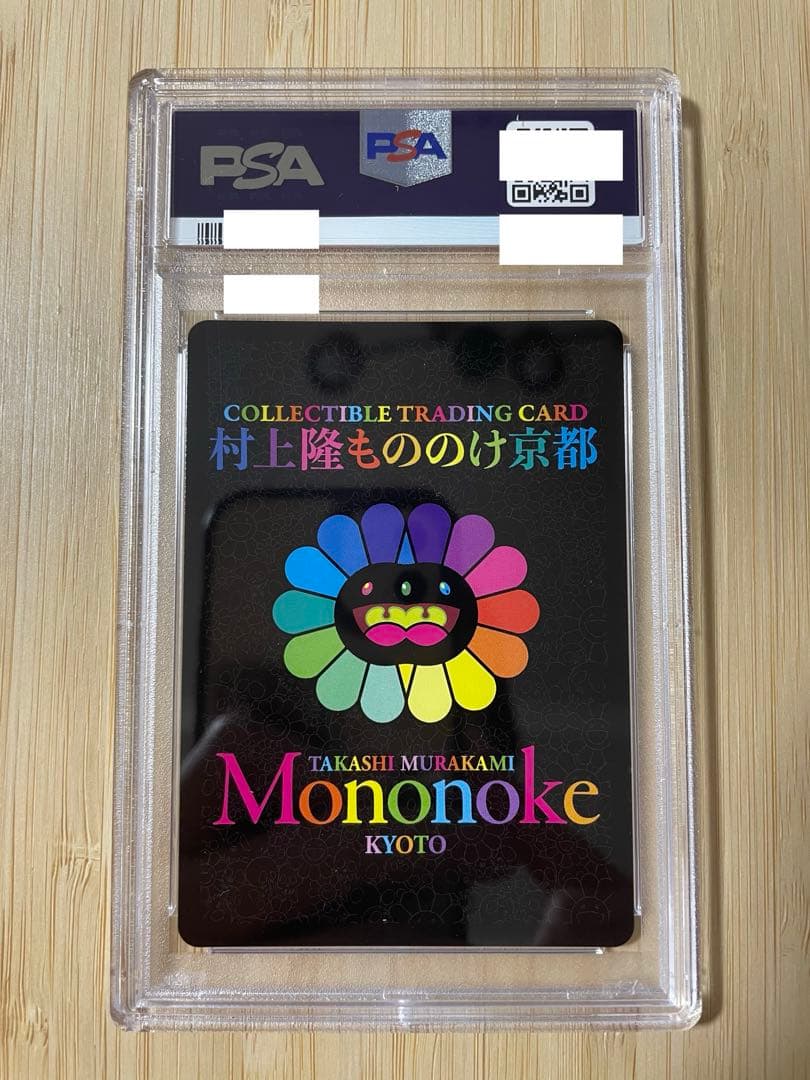 PSA
PSA
COLLECTIBLE TRADING CARD
村上隆もののけ京都
TAKASHI MURAKAMI
Mononoke
KYOTO